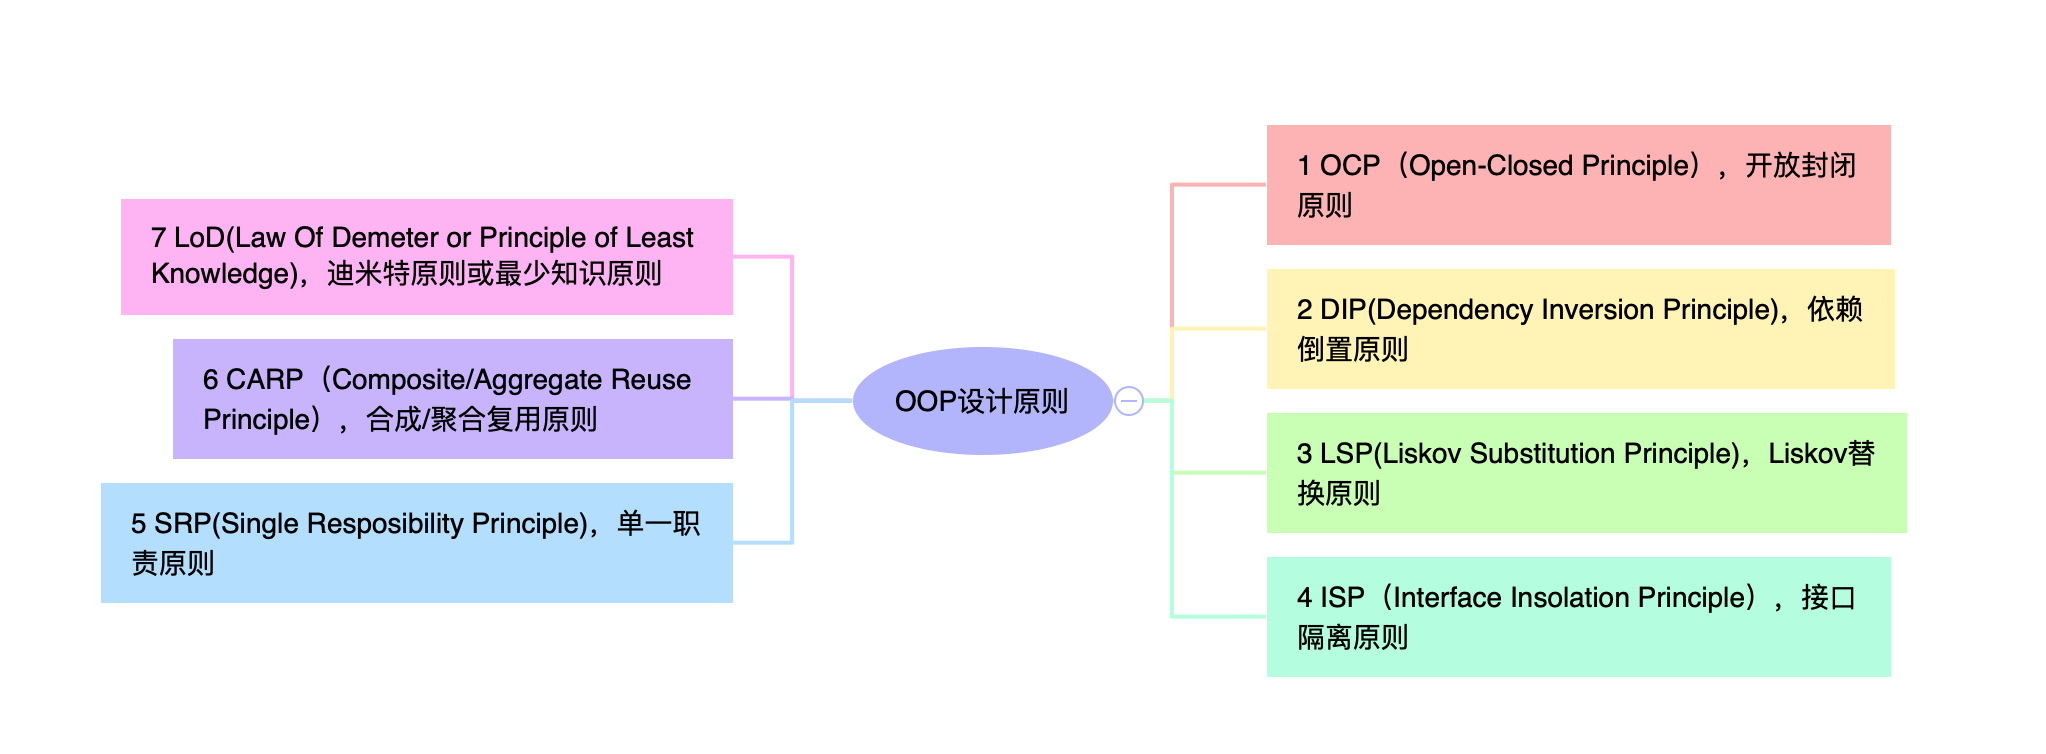 1 OCP（Open-Closed Principle），开放封闭
原则
2 DIP(Dependency Inversion Principle)，依赖
倒置原则
3 LSP(Liskov Substitution Principle)，Liskov替
换原则
4 ISP（Interface Insolation Principle），接口
隔离原则
5 SRP(Single Resposibility Principle)，单一职
责原则
6 CARP（Composite/Aggregate Reuse
Principle），合成/聚合复用原则
7 LoD(Law Of Demeter or Principle of Least
Knowledge)，迪米特原则或最少知识原则
OOP设计原则